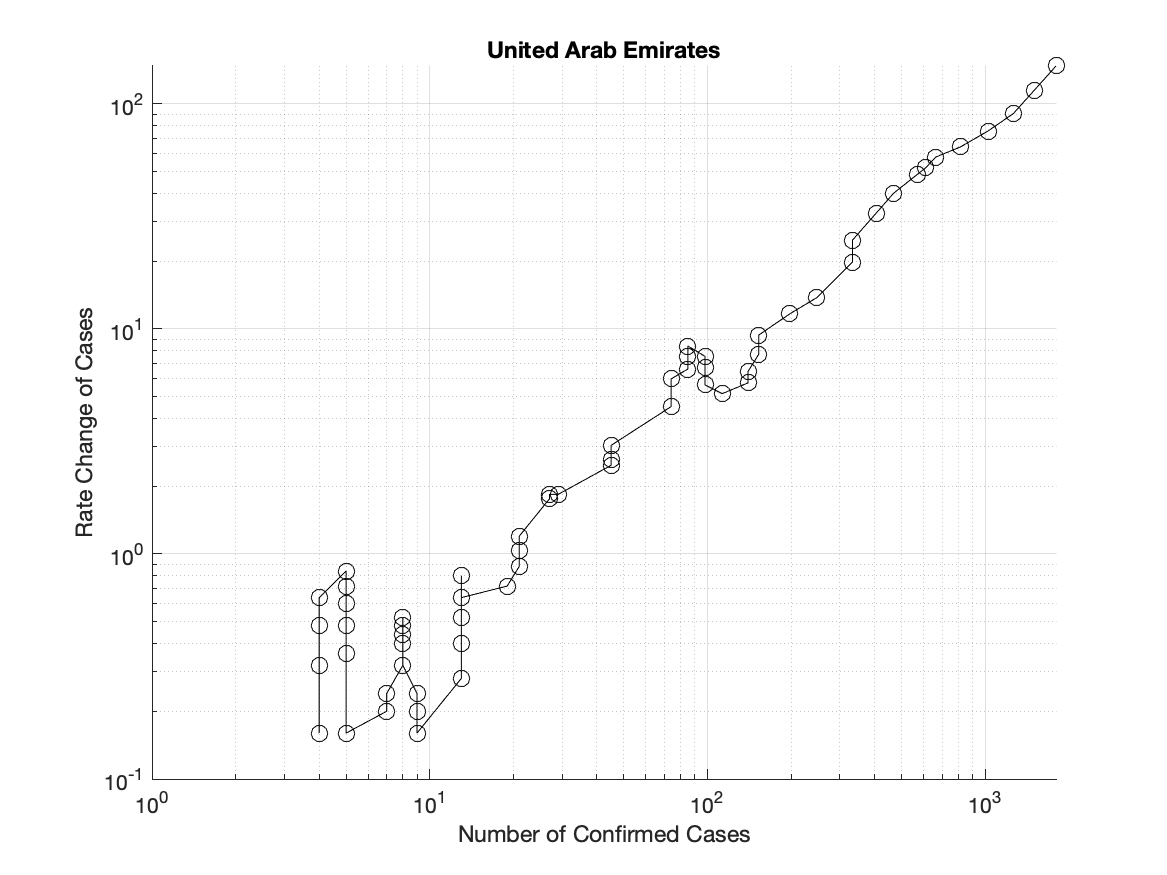 United Arab Emirates
Rate Change of Cases
10^2
10^1
10^0
10^-1
10^0 10^1 10^2 10^3
Number of Confirmed Cases